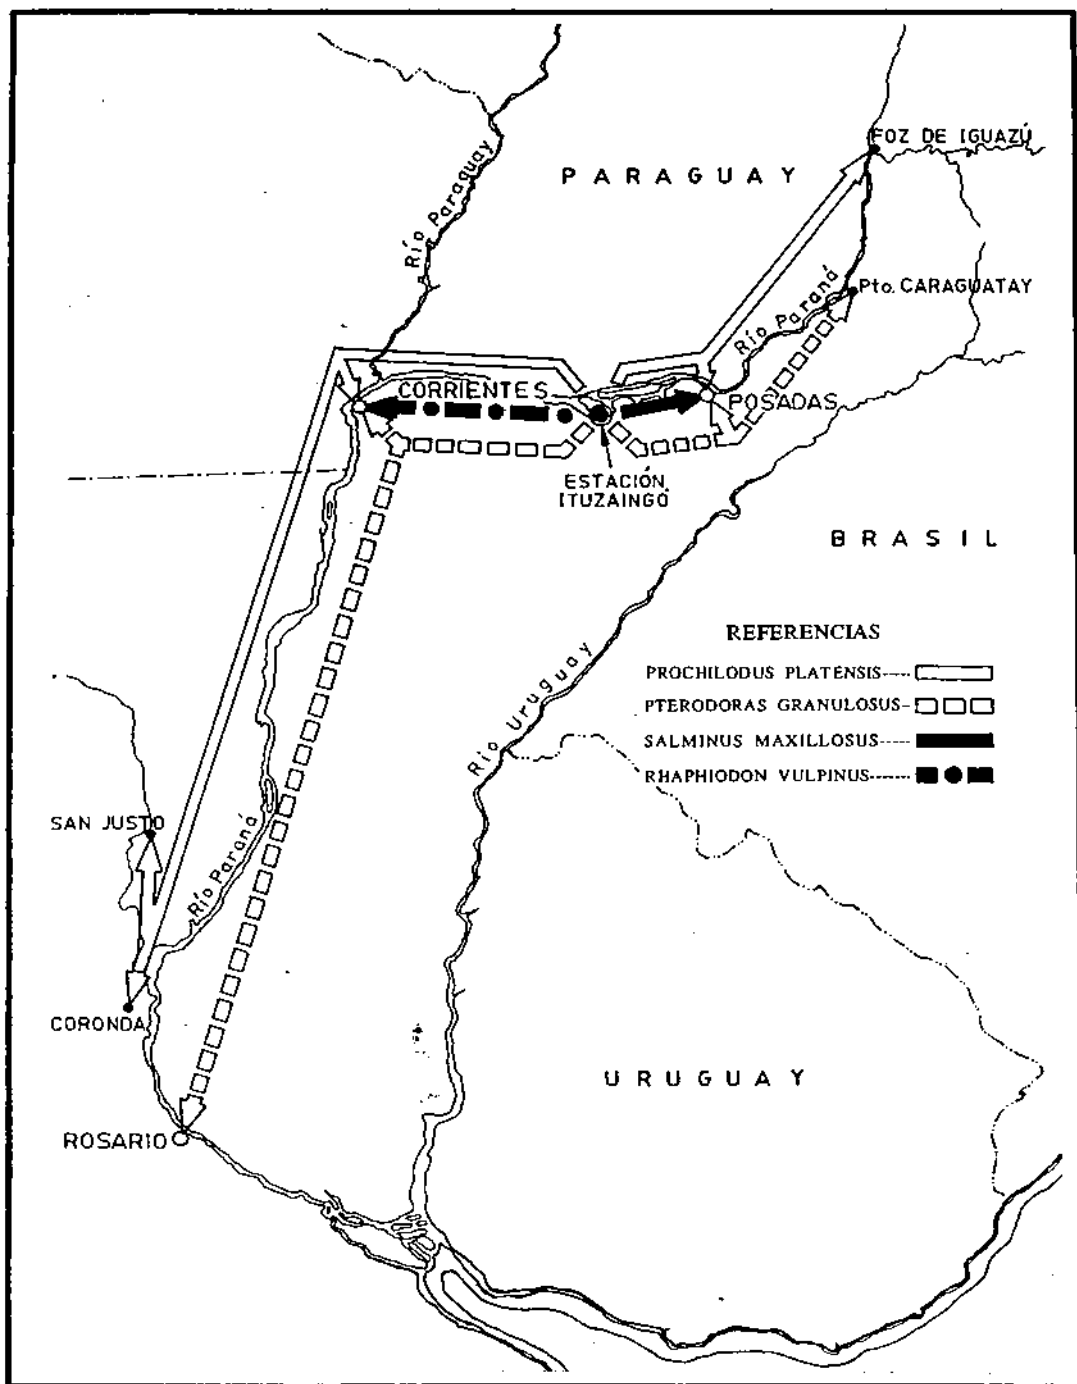 FOZ DE IGUAZÚ
PARAGUAY
Río Paraguay
Pto. CARAGUATAY
Río Paraná
CORRIENTES
POSADAS
ESTACIÓN
ITUZAINGO
BRASIL
REFERENCIAS
PROCHILODUS PLATENSIS
PTERODORAS GRANULOSUS
SALMINUS MAXILLOSUS
RHAPHIODON VULPINUS
Río Uruguay
SAN JUSTO
Río Paraná
CORONDA
URUGUAY
ROSARIO